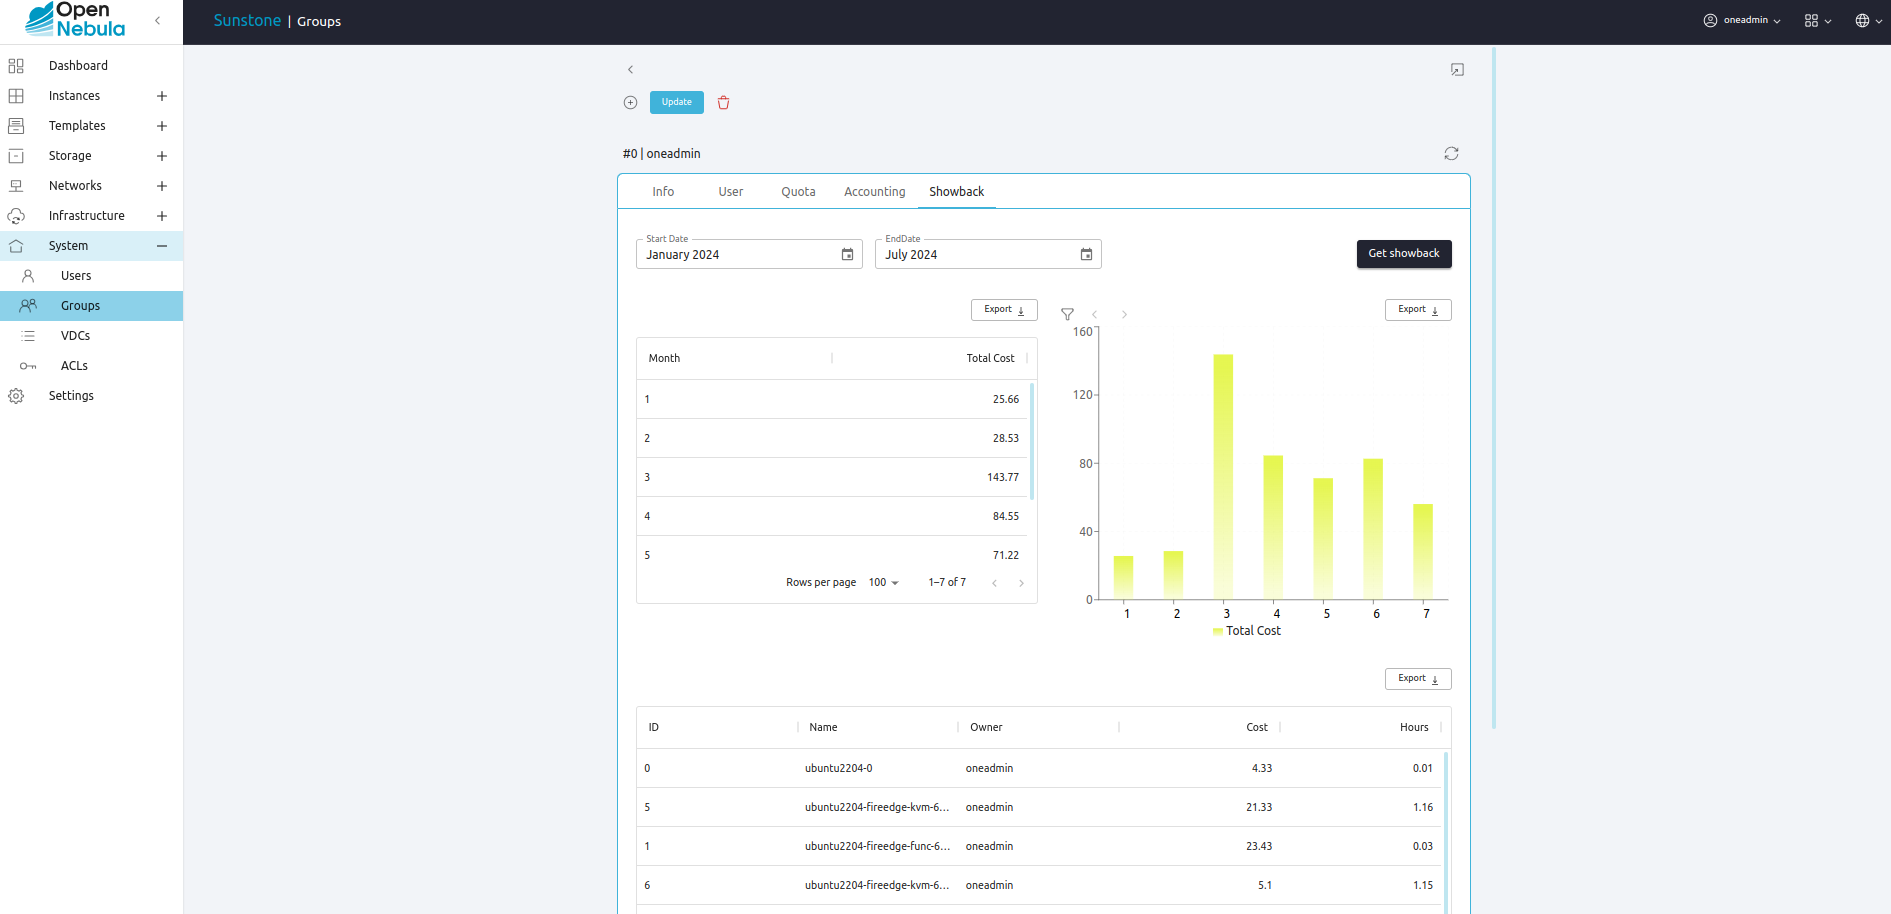 Open
Nebula
Sunstone | Groups
oneadmin
Dashboard
Instances
Templates
Storage
Networks
Infrastructure
System
Users
Groups
VDCs
ACLs
Settings
Update
#0 | oneadmin
Info User Quota Accounting Showback
Start Date
January 2024
EndDate
July 2024
Get showback
Export
Month Total Cost
1 25.66
2 28.53
3 143.77
4 84.55
5 71.22
Rows per page 100 1–7 of 7
Export
160
120
80
40
0
1 2 3 4 5 6 7
Total Cost
Export
ID Name Owner Cost Hours
0 ubuntu2204-0 oneadmin 4.33 0.01
5 ubuntu2204-fireedge-kvm-6... oneadmin 21.33 1.16
1 ubuntu2204-fireedge-func-6... oneadmin 23.43 0.03
6 ubuntu2204-fireedge-kvm-6... oneadmin 5.1 1.15